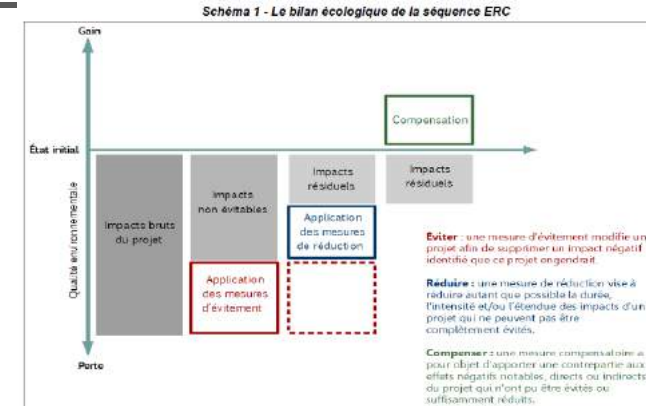 Schéma 1 - Le bilan écologique de la séquence ERC
Gain
Compensation
État initial
Qualité environnementale
Impacts bruts
du projet
Impacts
non évitables
Impacts
résiduels
Impacts
résiduels
Application
des mesures
de réduction
Application
des mesures
d'évitement
Perte
Éviter : une mesure d'évitement modifie un
projet afin de supprimer un impact négatif
identifié que ce projet engendrait.
Réduire : une mesure de réduction vise à
réduire autant que possible la durée,
l'intensité et/ou l'étendue des impacts d'un
projet qui ne peuvent pas être
complètement évités.
Compenser : une mesure compensatoire a
pour objet d'apporter une contrepartie aux
effets négatifs notables, directs ou indirects
du projet qui n'ont pu être évités ou
suffisamment réduits.